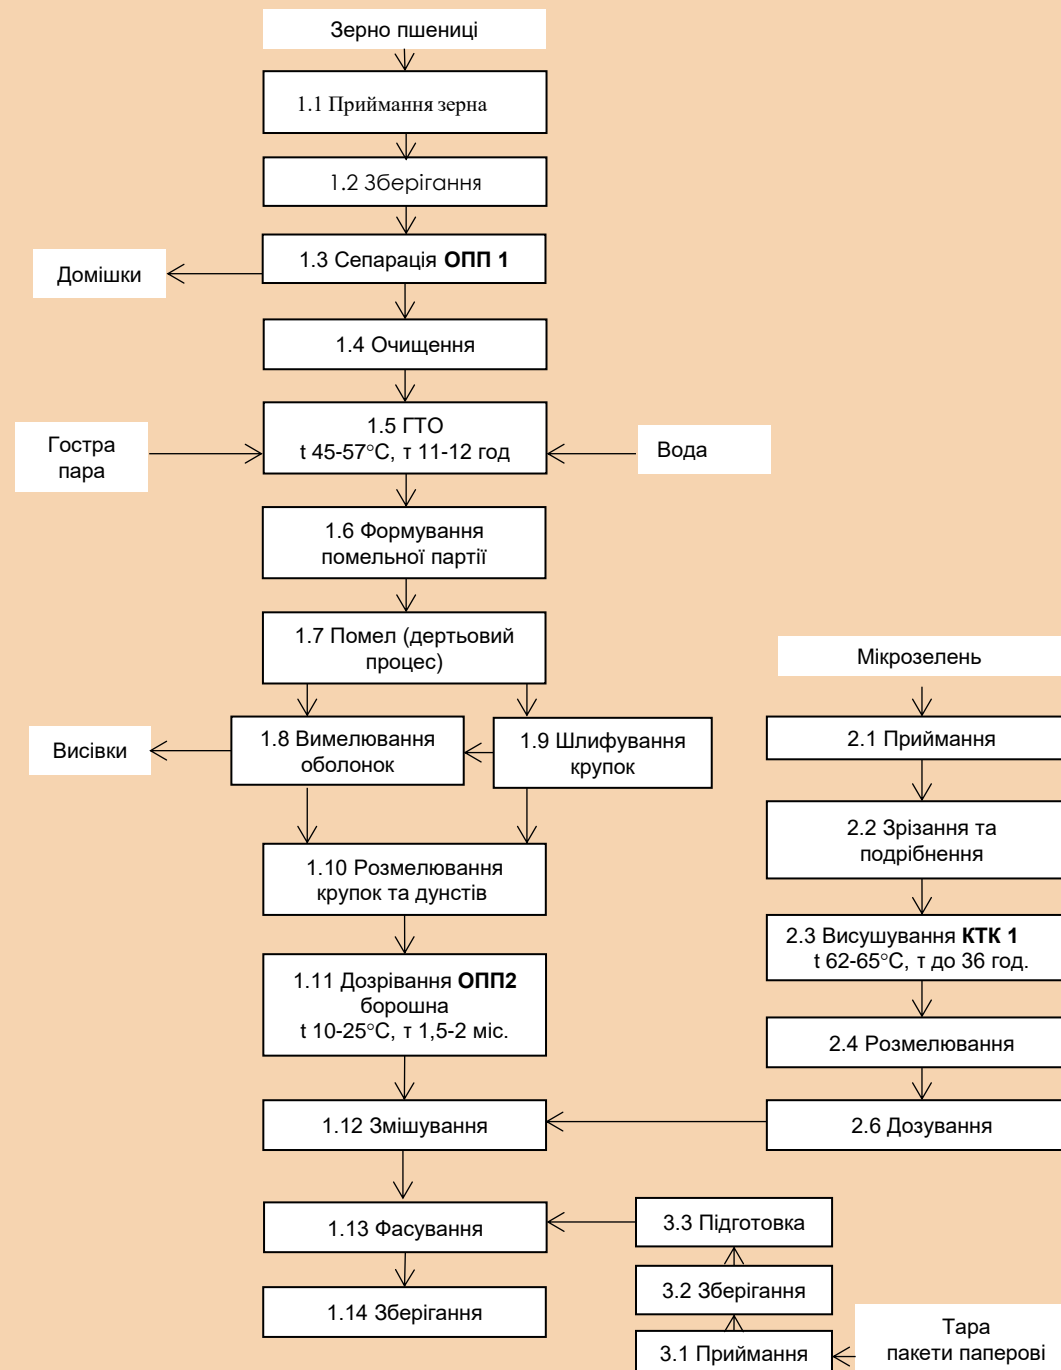 Зерно пшениці
1.1 Приймання зерна
1.2 Зберігання
1.3 Сепарація ОПП 1
Домішки
1.4 Очищення
1.5 ГТО
t 45-57°С, τ 11-12 год
Гостра
пара
Вода
1.6 Формування
помельної партії
1.7 Помел (дертьовий
процес)
1.8 Вимелювання
оболонок
Висівки
1.9 Шлифування
крупок
1.10 Розмелювання
крупок та дунстів
1.11 Дозрівання ОПП2
борошна
t 10-25°С, τ 1,5-2 міс.
1.12 Змішування
1.13 Фасування
1.14 Зберігання
Мікрозелень
2.1 Приймання
2.2 Зрізання та
подрібнення
2.3 Висушування КТК 1
t 62-65°С, τ до 36 год.
2.4 Розмелювання
2.6 Дозування
3.3 Підготовка
3.2 Зберігання
3.1 Приймання
Тара
пакети паперові